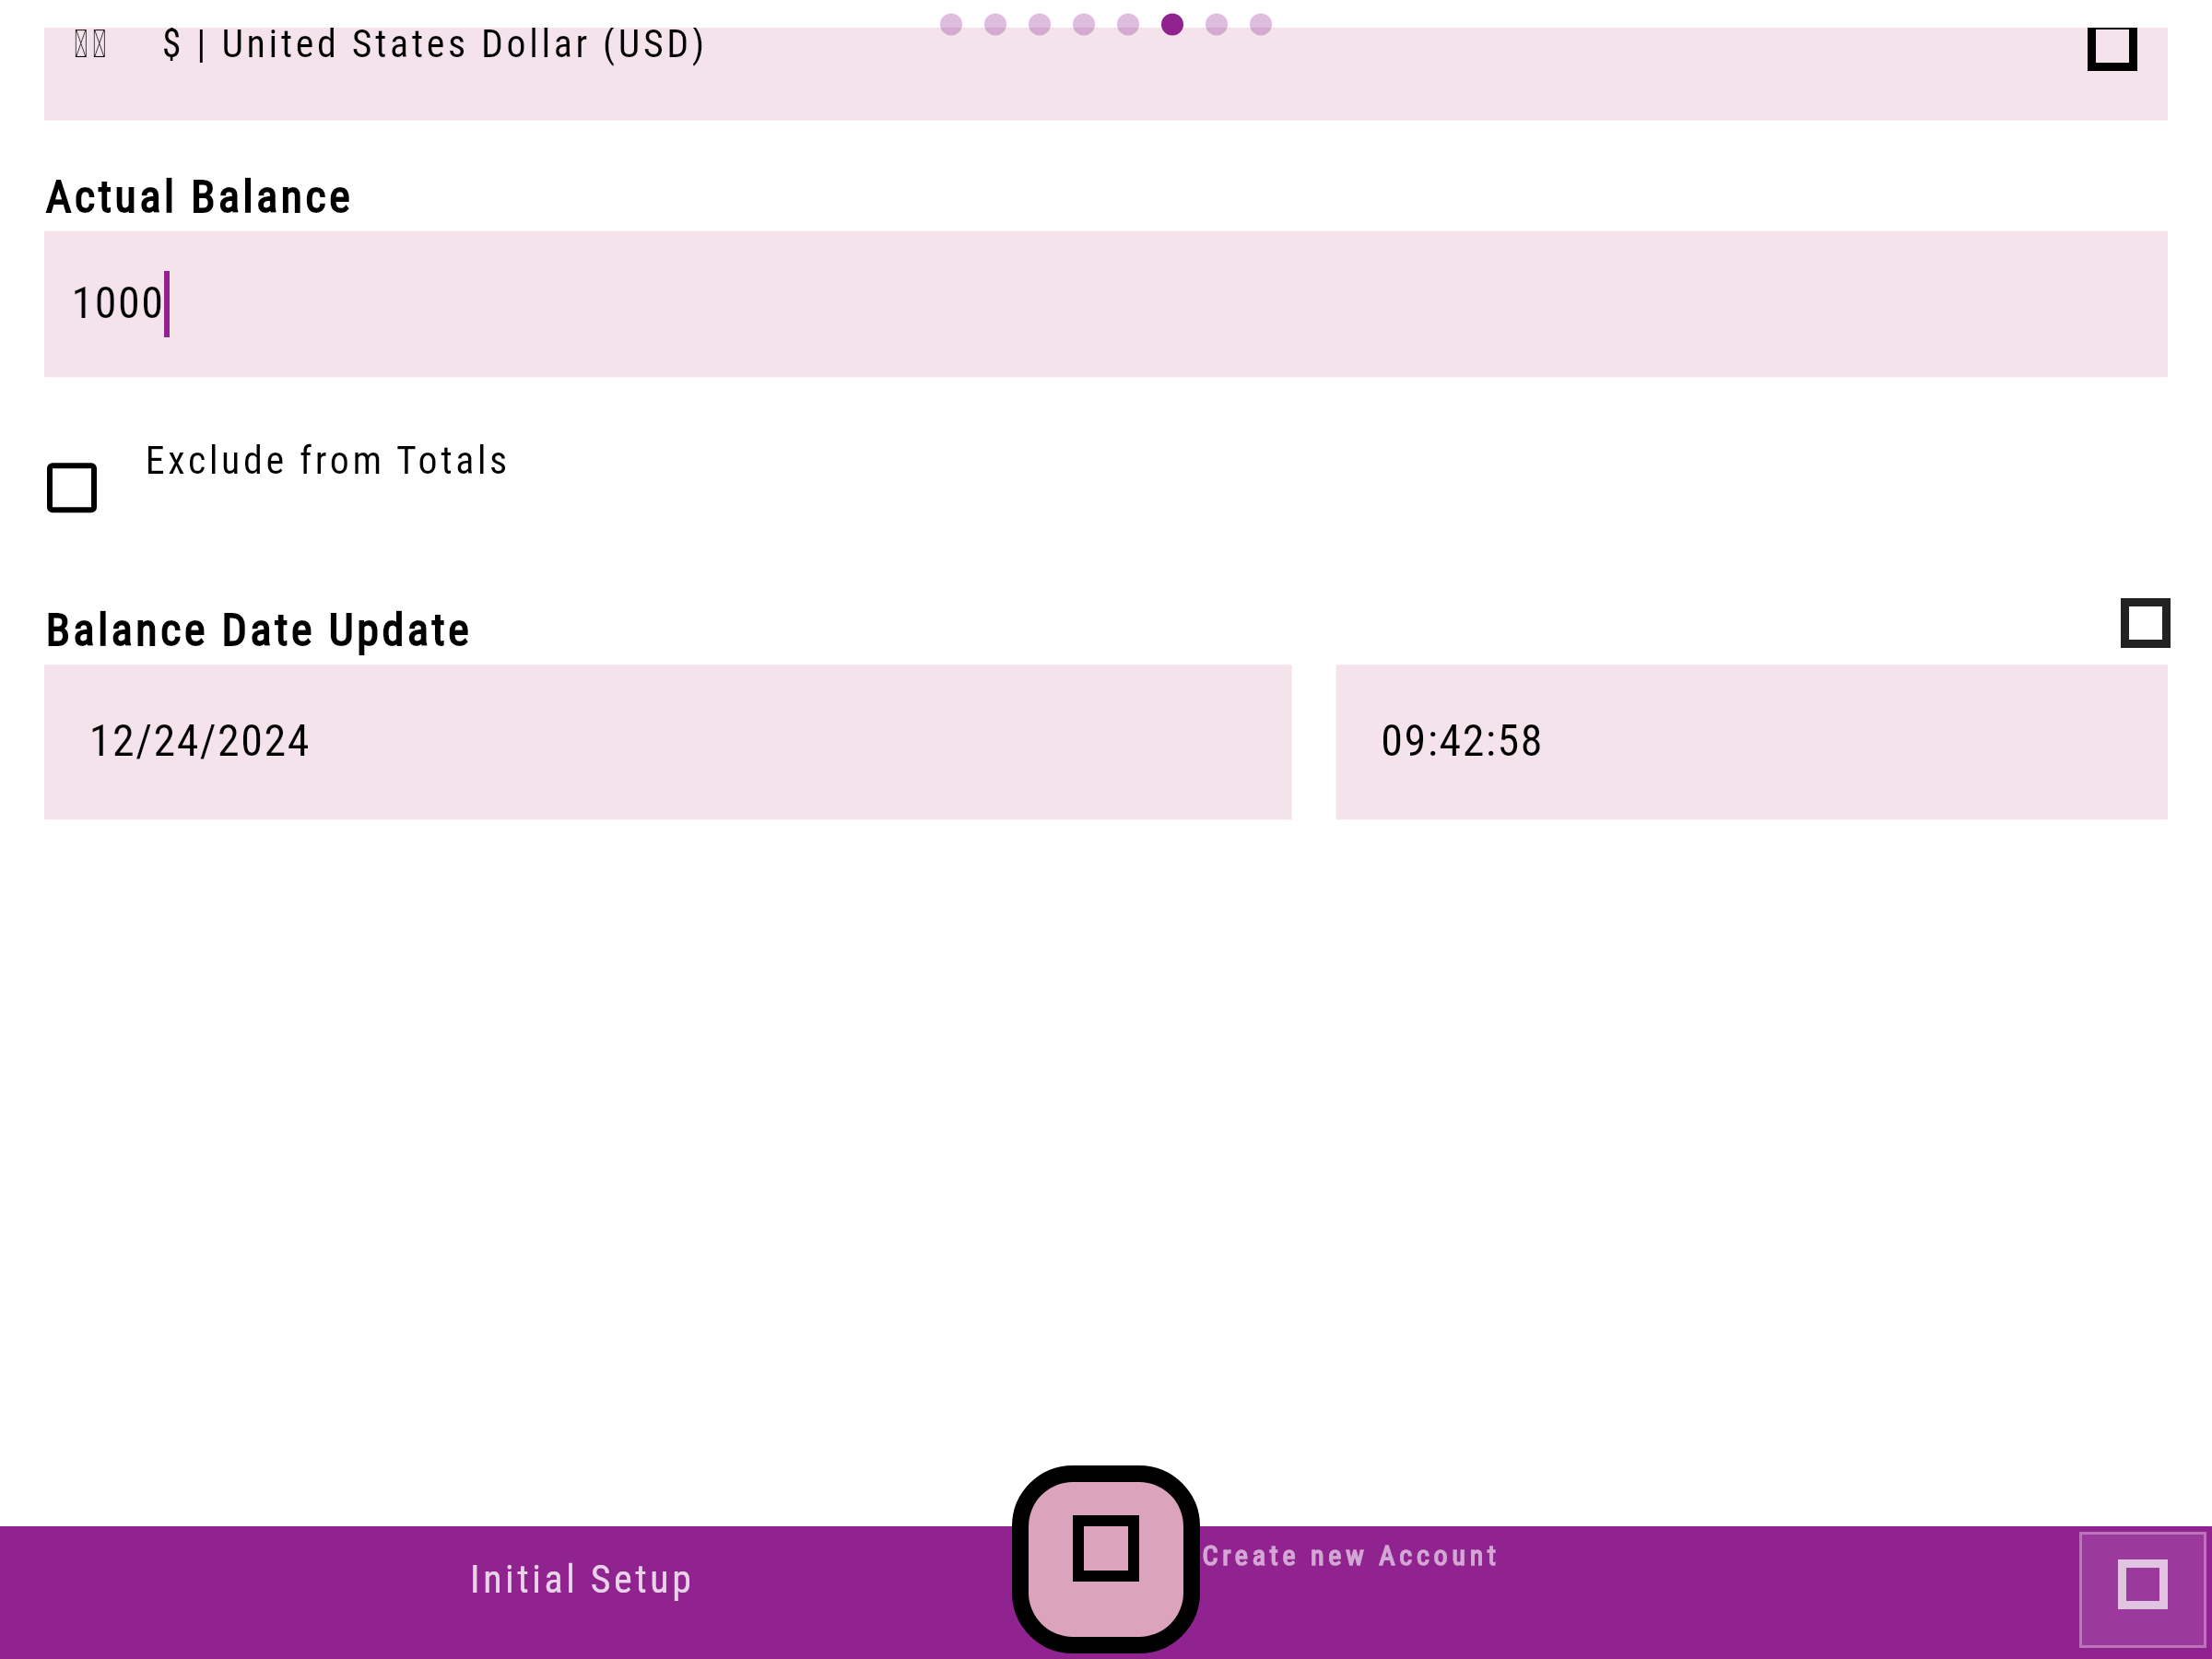 $ | United States Dollar (USD)
Actual Balance
1000
Exclude from Totals
Balance Date Update
12/24/2024 09:42:58
Initial Setup
Create new Account